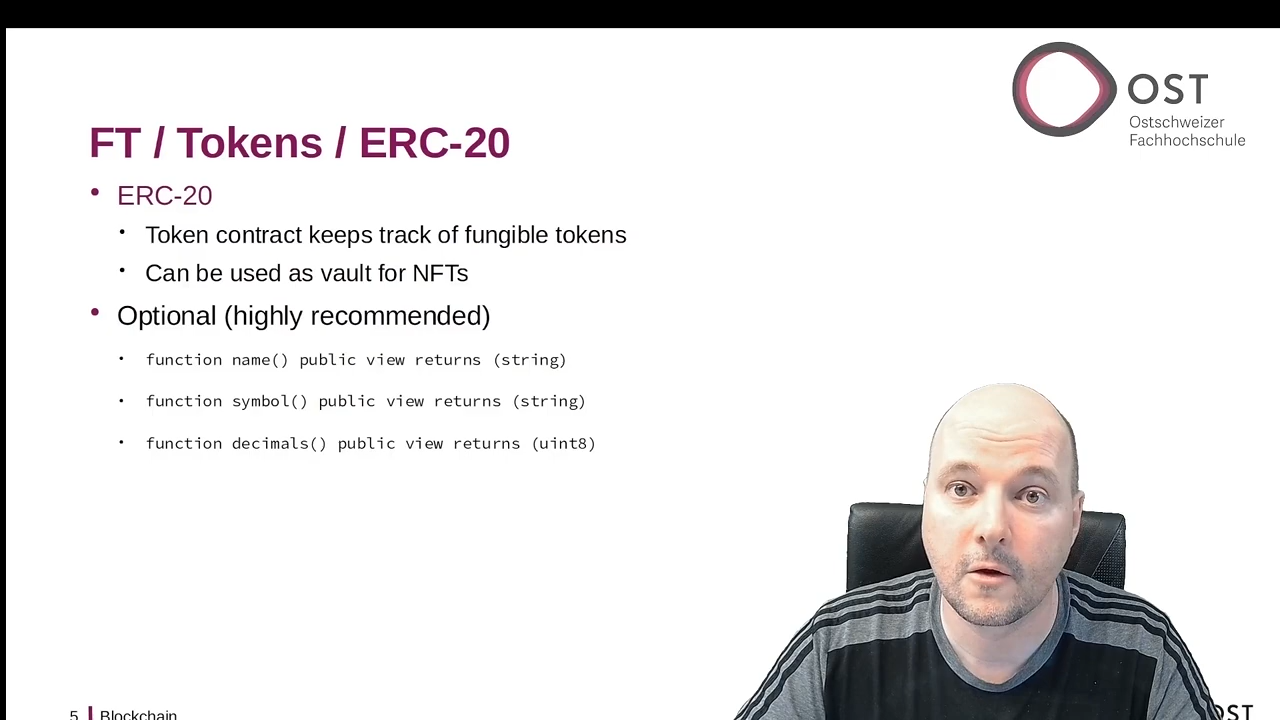 OST
Ostschweizer
Fachhochschule
FT / Tokens / ERC-20
• ERC-20
• Token contract keeps track of fungible tokens
• Can be used as vault for NFTs
• Optional (highly recommended)
• function name() public view returns (string)
• function symbol() public view returns (string)
• function decimals() public view returns (uint8)
5 Blockchain
OST